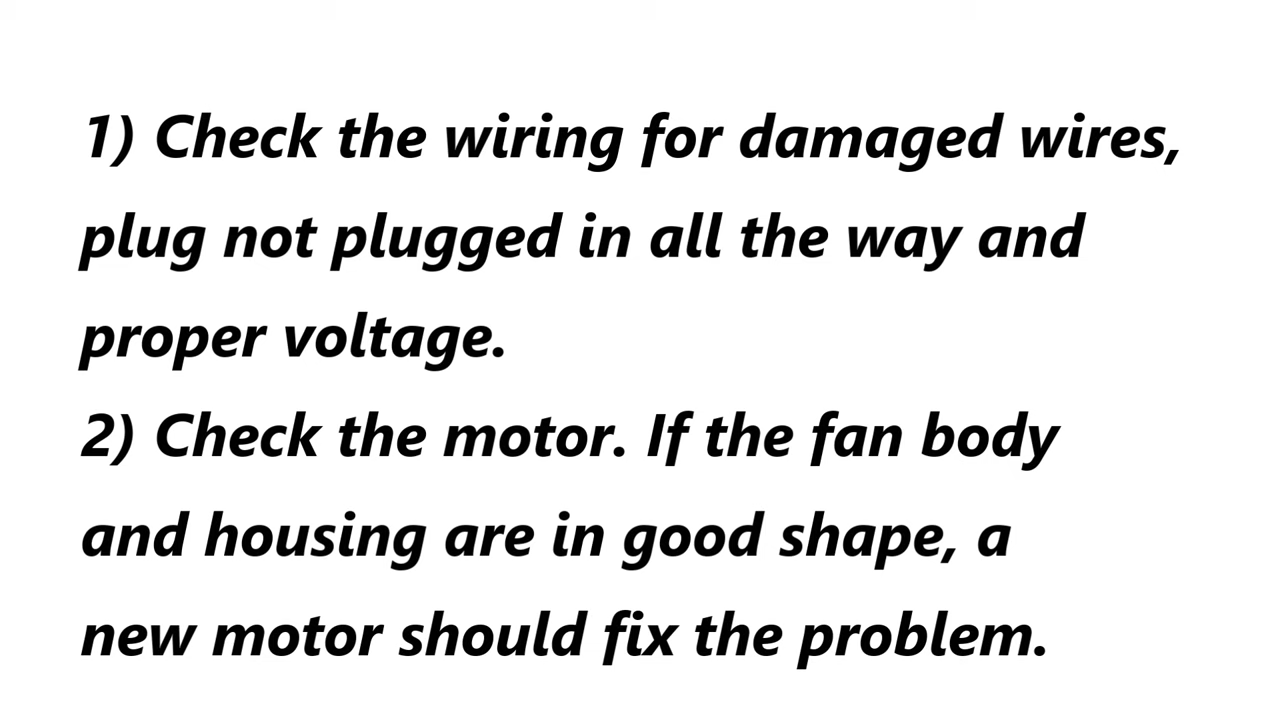 1) Check the wiring for damaged wires,
plug not plugged in all the way and
proper voltage.
2) Check the motor. If the fan body
and housing are in good shape, a
new motor should fix the problem.